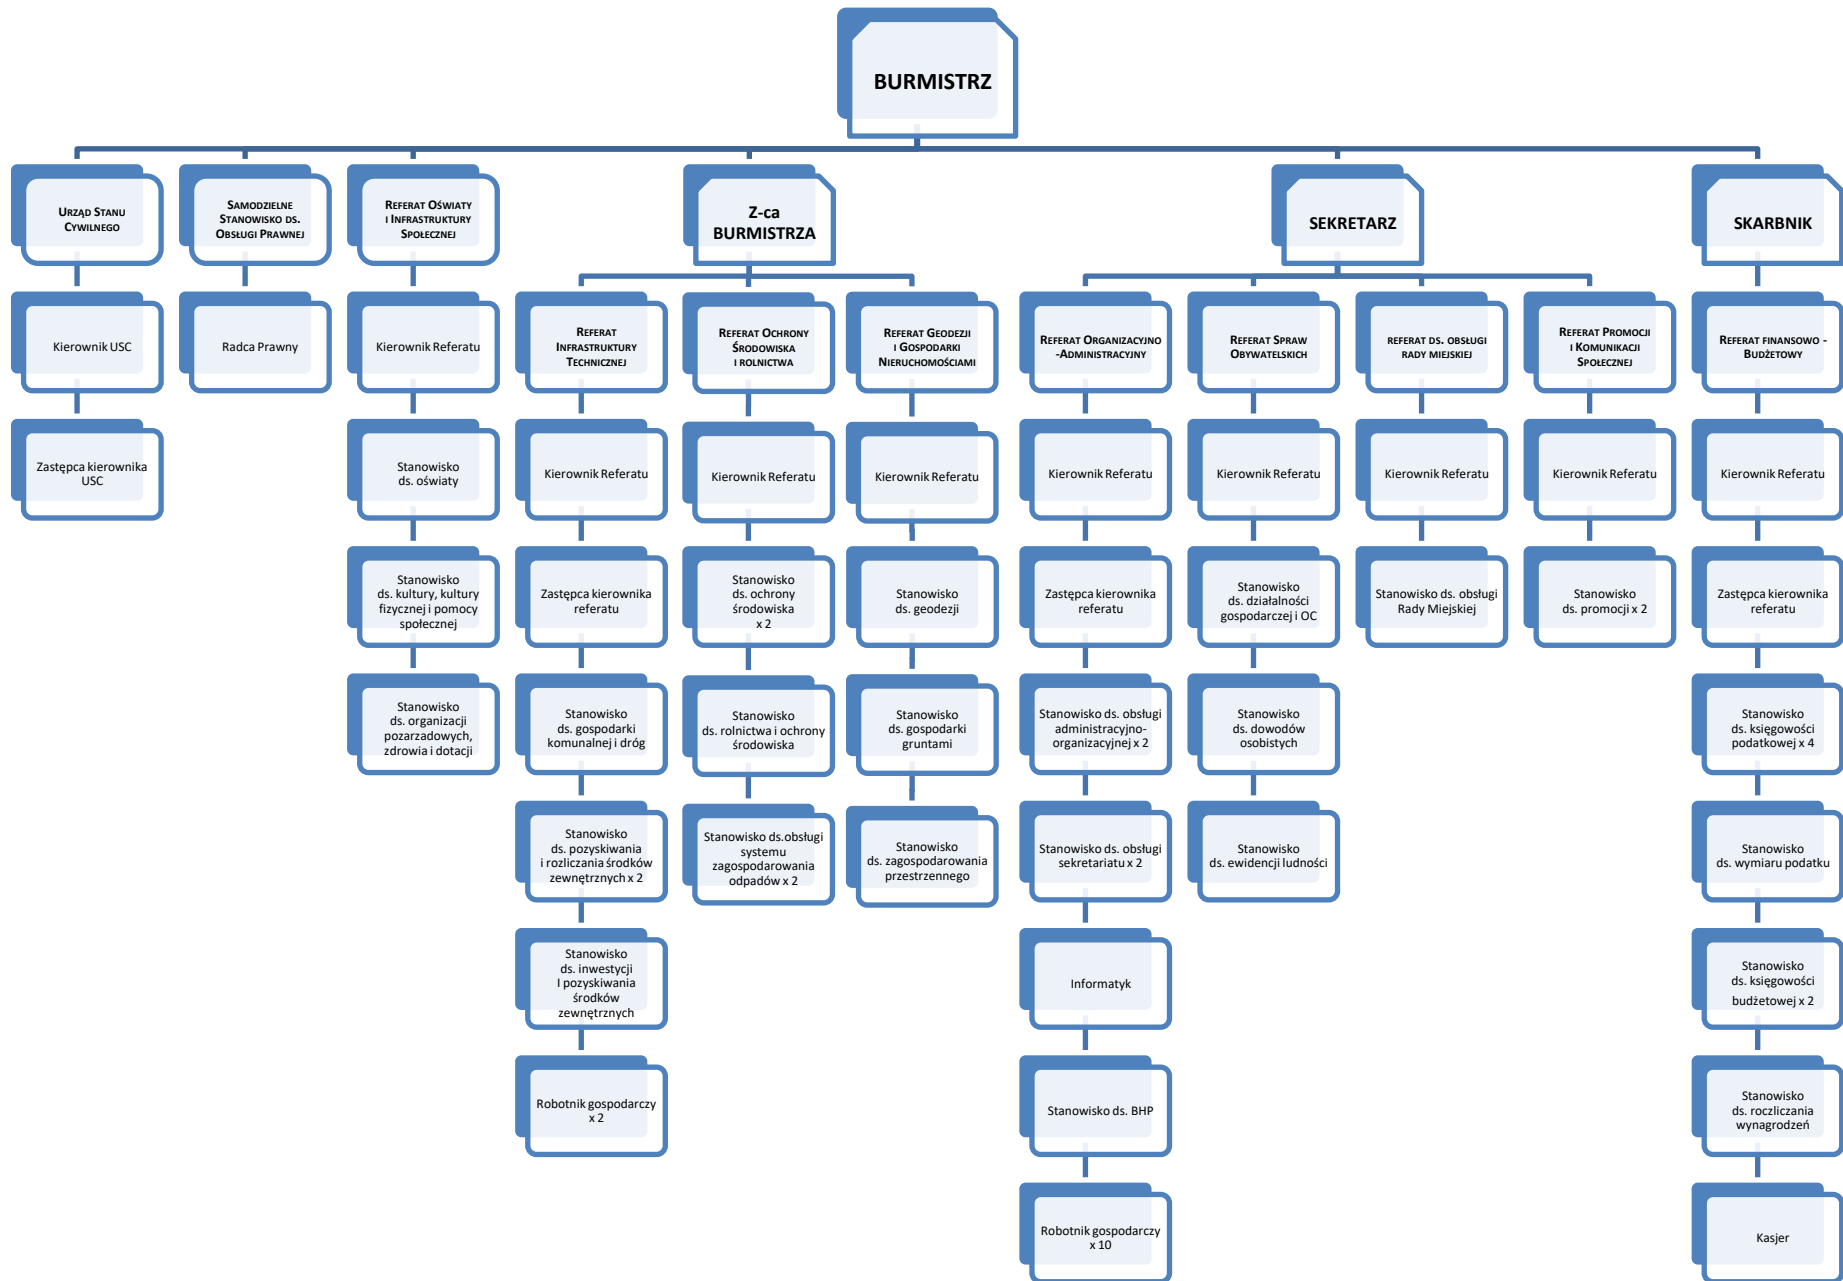 BURMISTRZ
URZĄD STANU
CYWILNEGO
SAMODZIELNE
STANOWISKO DS.
OBSŁUGI PRAWNEJ
REFERAT OŚWIATY
I INFRASTRUKTURY
SPOŁECZNEJ
Z-ca
BURMISTRZA
SEKRETARZ
SKARBNIK
Kierownik USC
Radca Prawny
Kierownik Referatu
REFERAT
INFRASTRUKTURY
TECHNICZNEJ
REFERAT OCHRONY
ŚRODOWISKA
I ROLNICTWA
REFERAT GEODEZJI
I GOSPODARKI
NIERUCHOMOŚCIAMI
REFERAT ORGANIZACYJNO
-ADMINISTRACYJNY
REFERAT SPRAW
OBYWATELSKICH
REFERAT DS. OBSŁUGI
RADY MIEJSKIEJ
REFERAT PROMOCJI
I KOMUNIKACJI
SPOŁECZNEJ
REFERAT FINANSOWO -
BUDŻETOWY
Zastępca kierownika
USC
Stanowisko
ds. oświaty
Kierownik Referatu
Kierownik Referatu
Kierownik Referatu
Kierownik Referatu
Kierownik Referatu
Kierownik Referatu
Kierownik Referatu
Kierownik Referatu
Stanowisko
ds. kultury, kultury
fizycznej i pomocy
społecznej
Zastępca kierownika
referatu
Stanowisko
ds. ochrony
środowiska
x 2
Stanowisko
ds. geodezji
Zastępca kierownika
referatu
Stanowisko
ds. działalności
gospodarczej i OC
Stanowisko ds. obsługi
Rady Miejskiej
Stanowisko
ds. promocji x 2
Zastępca kierownika
referatu
Stanowisko
ds. organizacji
pozarzadowych,
zdrowia i dotacji
Stanowisko
ds. gospodarki
komunalnej i dróg
Stanowisko
ds. rolnictwa i ochrony
środowiska
Stanowisko
ds. gospodarki
gruntami
Stanowisko ds. obsługi
administracyjno-
organizacyjnej x 2
Stanowisko
ds. dowodów
osobistych
Stanowisko
ds. księgowości
podatkowej x 4
Stanowisko
ds. pozyskiwania
i rozliczania środków
zewnętrznych x 2
Stanowisko ds.obsługi
systemu
zagospodarowania
odpadów x 2
Stanowisko
ds. zagospodarowania
przestrzennego
Stanowisko ds. obsługi
sekretariatu x 2
Stanowisko
ds. ewidencji ludności
Stanowisko
ds. wymiaru podatku
Stanowisko
ds. inwestycji
I pozyskiwania
środków
zewnętrznych
Informatyk
Stanowisko
ds. księgowości
budżetowej x 2
Robotnik gospodarczy
x 2
Stanowisko ds. BHP
Stanowisko
ds. roczliczania
wynagrodzeń
Robotnik gospodarczy
x 10
Kasjer